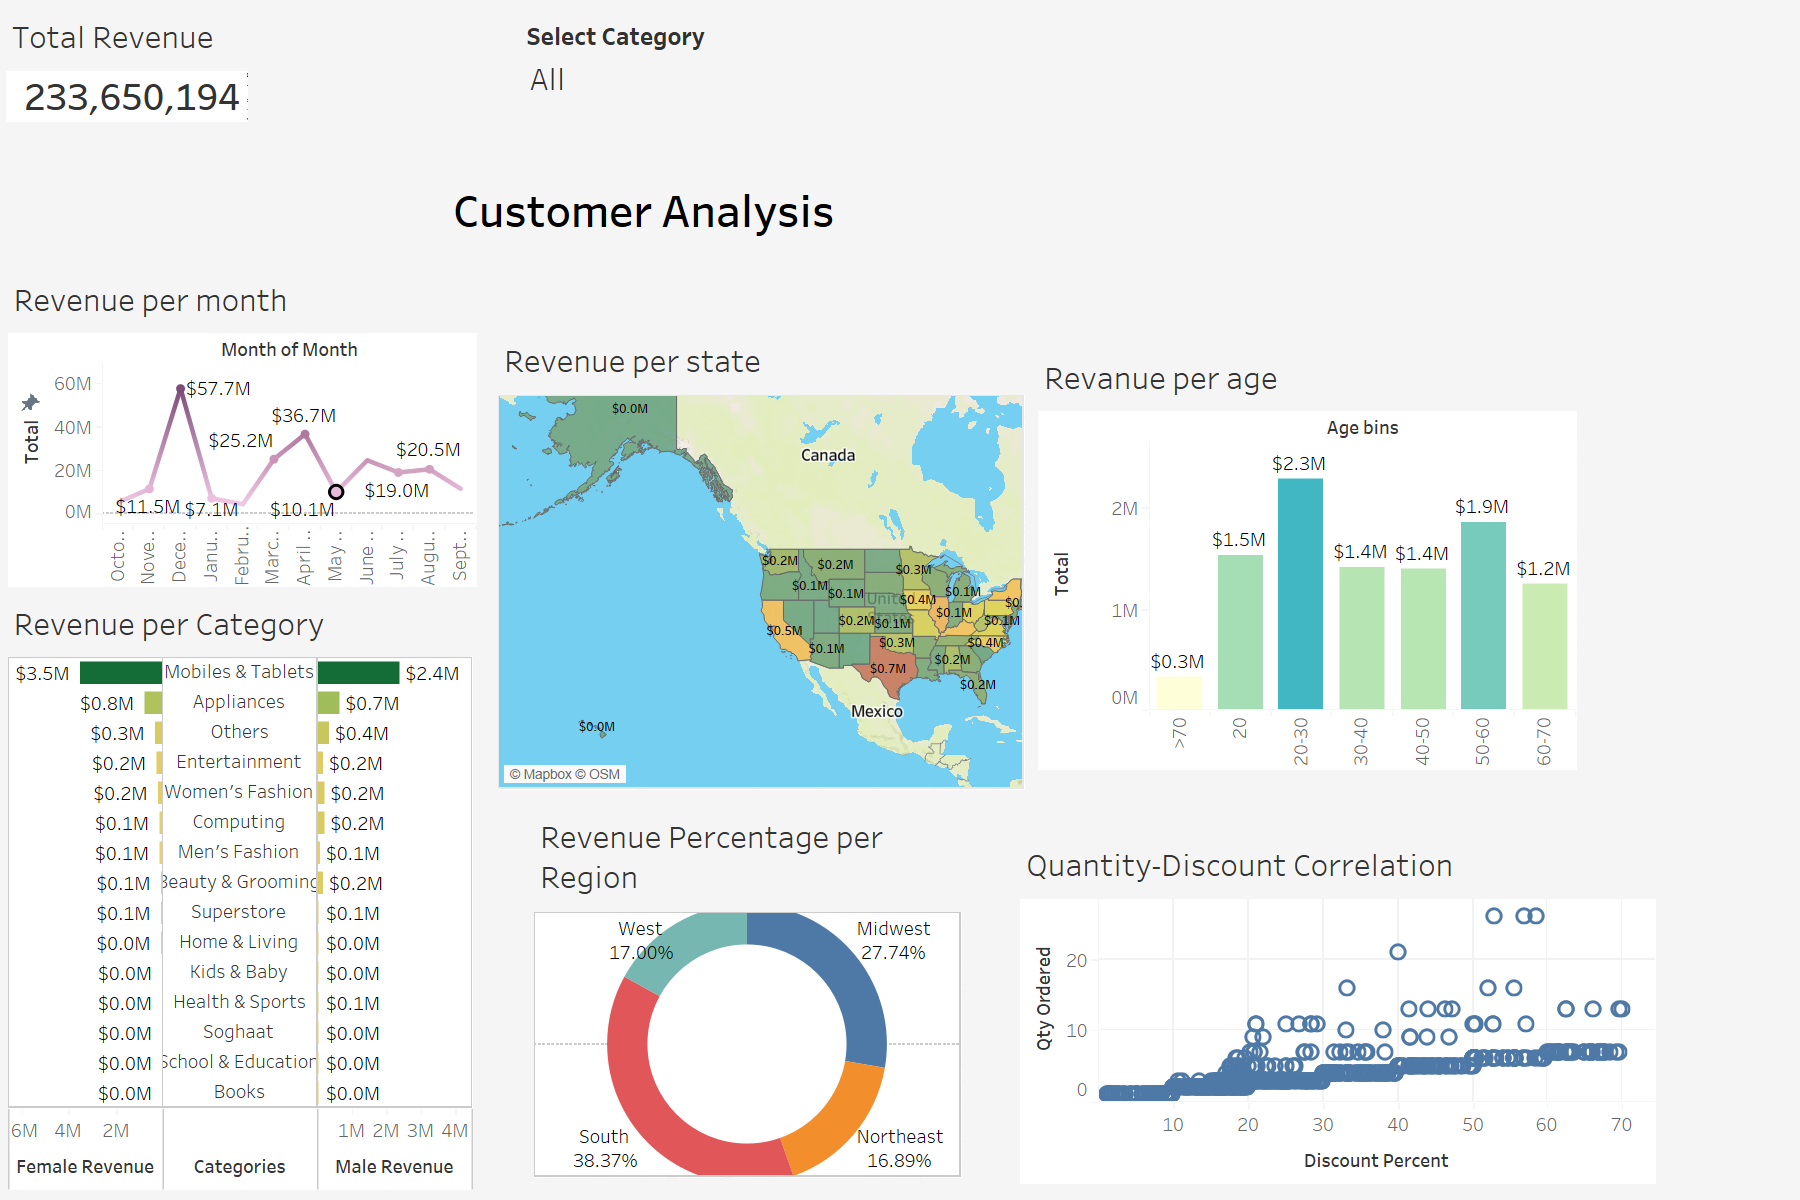 Total Revenue
233,650,194
Select Category
All
Customer Analysis
Revenue per month
Month of Month
Total
60M
40M
20M
0M
$57.7M
$36.7M
$25.2M
$20.5M
$19.0M
$11.5M
$7.1M
$10.1M
Octo..
Nove..
Dece..
Janu..
Febru..
Marc..
April ..
May ..
June ..
July ..
Augu..
Sept..
Revenue per state
$0.0M
Canada
$0.2M
$0.2M
$0.3M
$0.1M
$0.1M
$0.1M
$0.4M
$0.1M
$0.
$0.5M
$0.2M
$0.1M
$0.1M
$0.1M
$0.3M
$0.4M
$0.7M
$0.2M
$0.2M
Mexico
$0.0M
© Mapbox © OSM
Revanue per age
Age bins
Total
2M
1M
0M
$0.3M
$1.5M
$2.3M
$1.4M
$1.4M
$1.9M
$1.2M
>70
20
20-30
30-40
40-50
50-60
60-70
Revenue per Category
$3.5M Mobiles & Tablets $2.4M
$0.8M Appliances $0.7M
$0.3M Others $0.4M
$0.2M Entertainment $0.2M
$0.2M Women's Fashion $0.2M
$0.1M Computing $0.2M
$0.1M Men's Fashion $0.1M
$0.1M Beauty & Grooming $0.2M
$0.1M Superstore $0.1M
$0.0M Home & Living $0.0M
$0.0M Kids & Baby $0.0M
$0.0M Health & Sports $0.1M
$0.0M Soghaat $0.0M
$0.0M School & Education $0.0M
$0.0M Books $0.0M
6M 4M 2M 1M 2M 3M 4M
Female Revenue Categories Male Revenue
Revenue Percentage per
Region
West
17.00%
Midwest
27.74%
South
38.37%
Northeast
16.89%
Quantity-Discount Correlation
Qty Ordered
20
10
0
10 20 30 40 50 60 70
Discount Percent